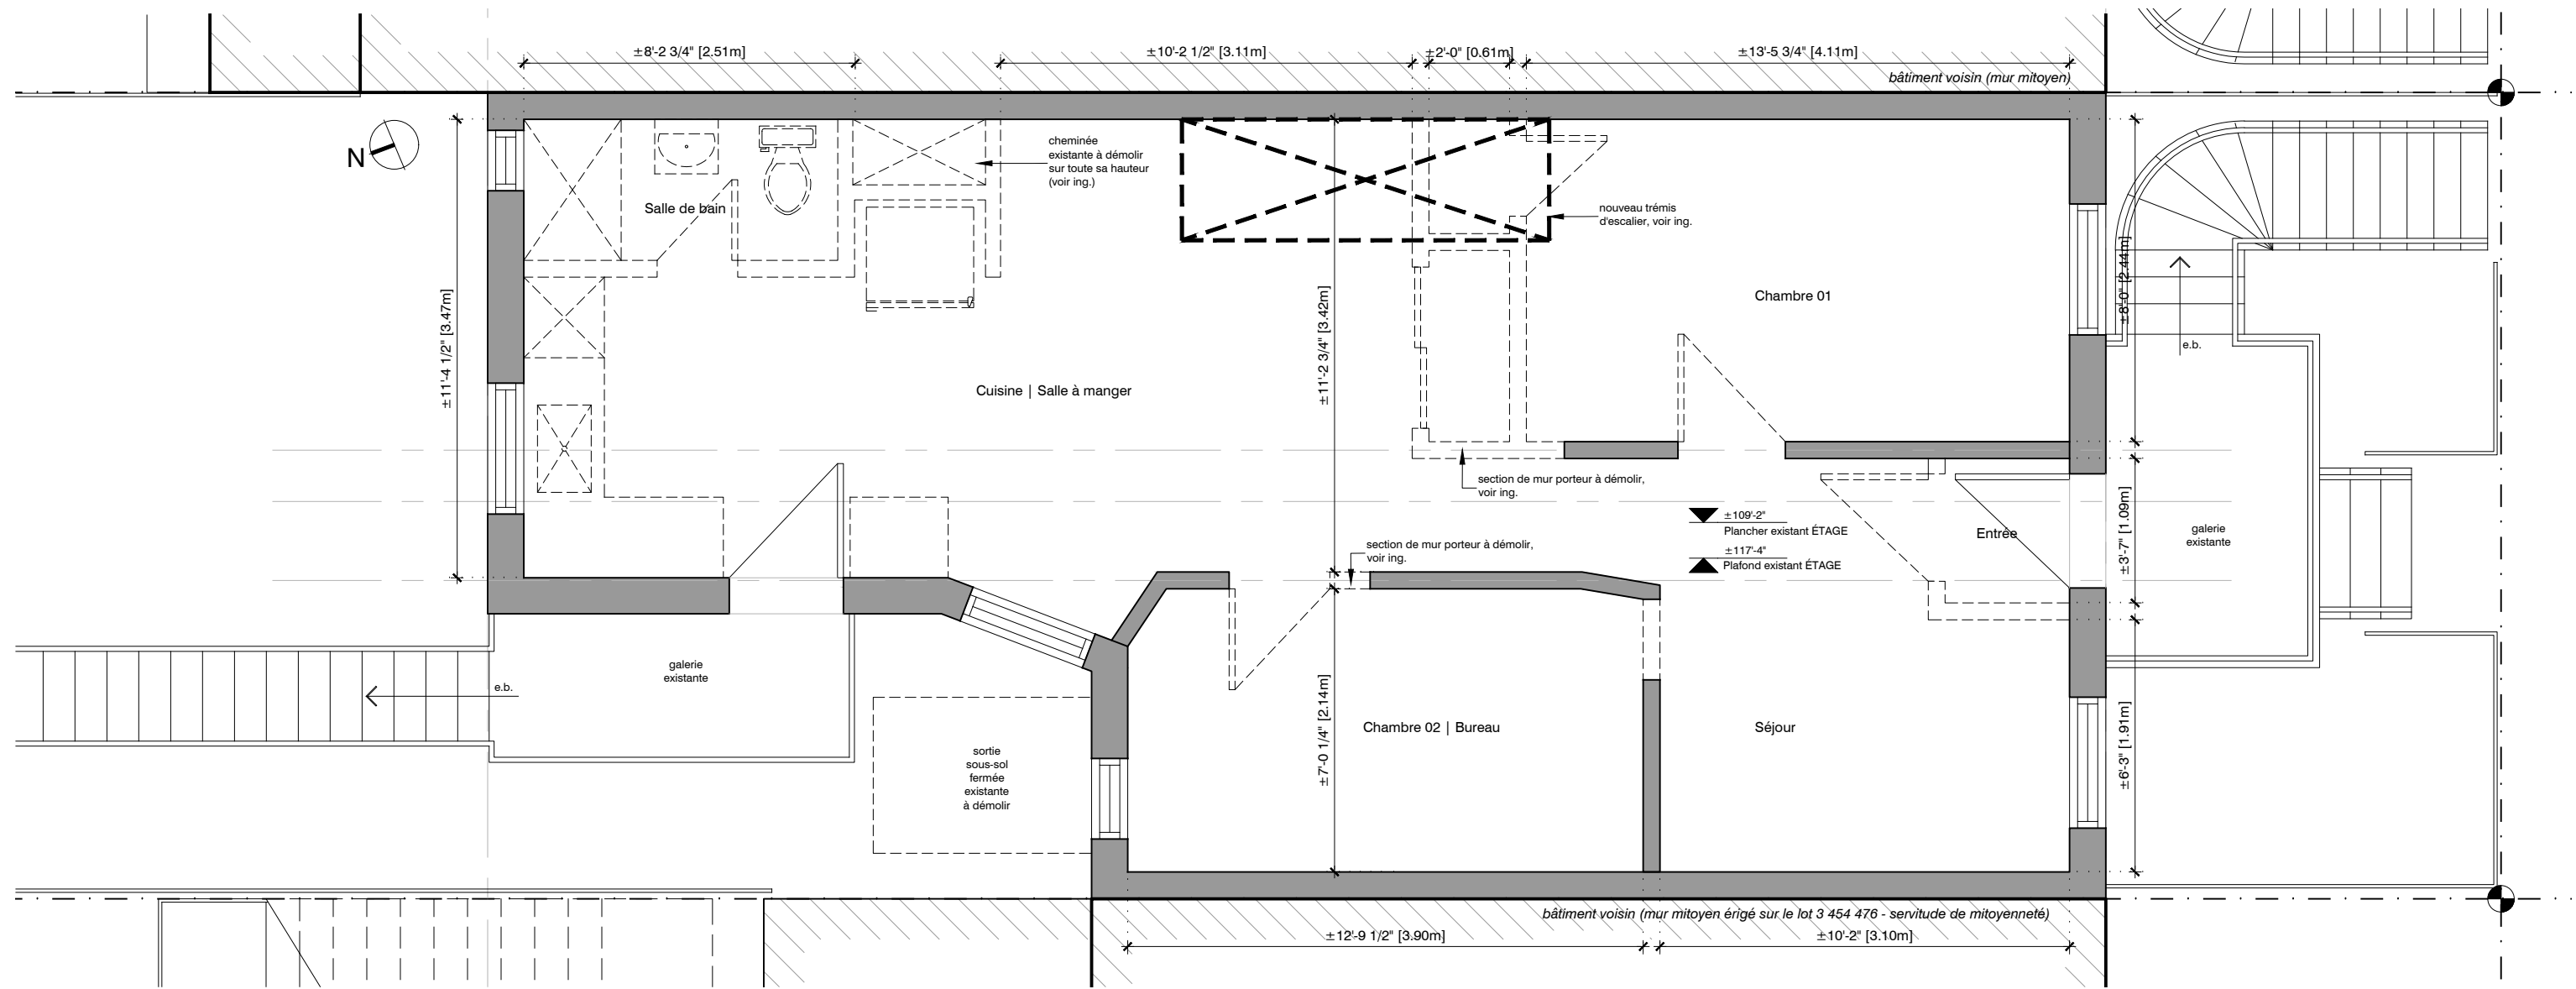 ±8'-2 3/4" [2.51m]
±10'-2 1/2" [3.11m]
±2'-0" [0.61m]
±13'-5 3/4" [4.11m]
bâtiment voisin (mur mitoyen)
N
cheminée
existante à démolir
sur toute sa hauteur
(voir ing.)
Salle de bain
nouveau trémis
d'escalier, voir ing.
±8'-0" [2.44m]
Chambre 01
±11'-4 1/2" [3.47m]
±11'-2 3/4" [3.42m]
e.b.
Cuisine | Salle à manger
section de mur porteur à démolir,
voir ing.
±109'-2"
Plancher existant ÉTAGE
±117'-4"
Plafond existant ÉTAGE
Entrée
±3'-7" [1.09m]
galerie
existante
section de mur porteur à démolir,
voir ing.
galerie
existante
e.b.
±7'-0 1/4" [2.14m]
Chambre 02 | Bureau
Séjour
±6'-3" [1.91m]
sortie
sous-sol
fermée
existante
à démolir
bâtiment voisin (mur mitoyen érigé sur le lot 3 454 476 - servitude de mitoyenneté)
±12'-9 1/2" [3.90m]
±10'-2" [3.10m]